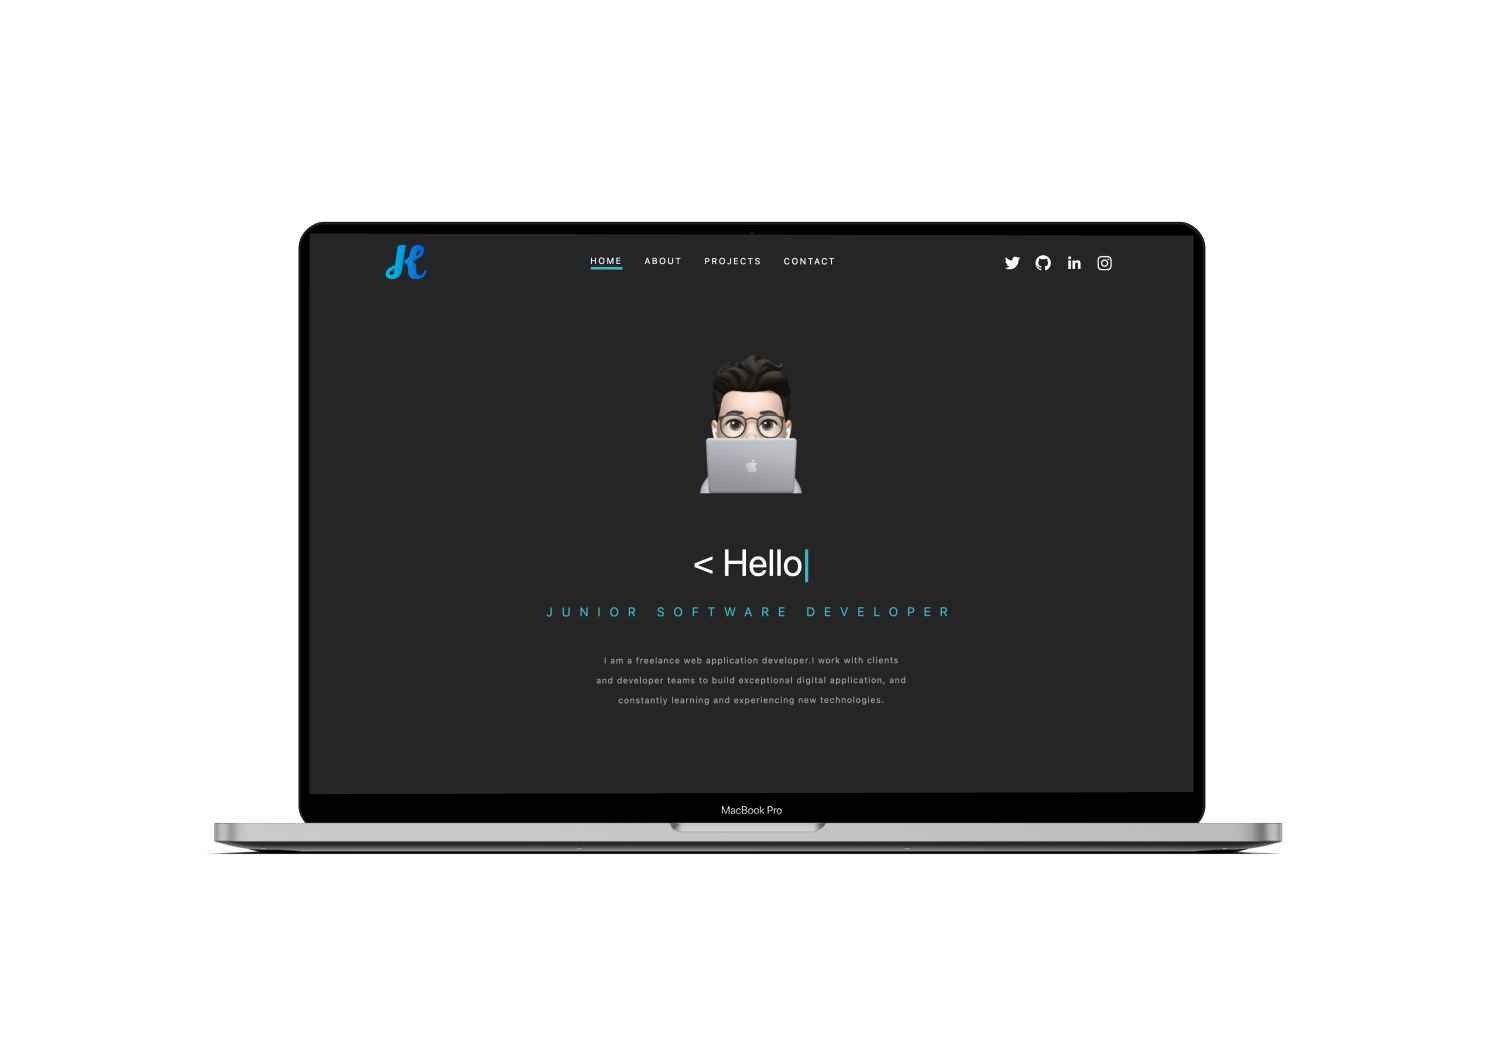 HOME ABOUT PROJECTS CONTACT
< Hello|
JUNIOR SOFTWARE DEVELOPER
I am a freelance web application developer.I work with clients
and developer teams to build exceptional digital application, and
constantly learning and experiencing new technologies.
MacBook Pro